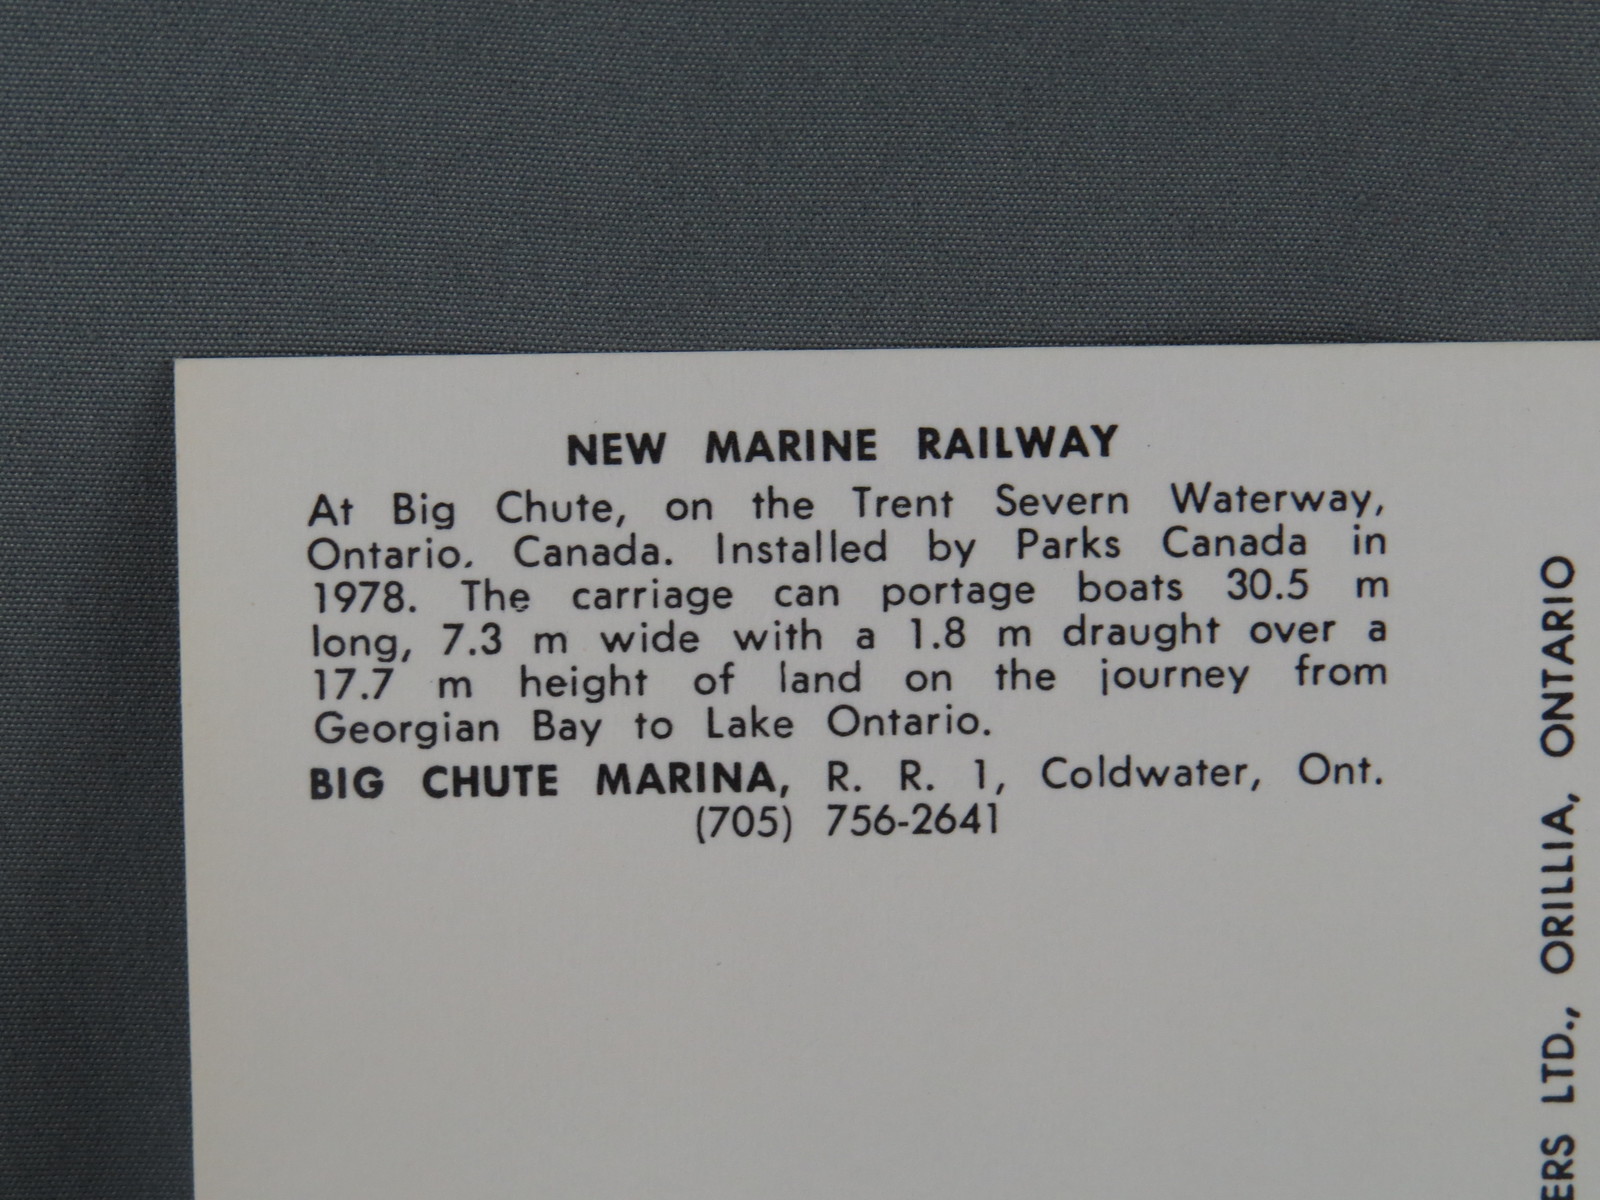 NEW MARINE RAILWAY
At Big Chute, on the Trent Severn Waterway,
Ontario. Canada. Installed by Parks Canada in
1978. The carriage can portage boats 30.5 m
long, 7.3 m wide with a 1.8 m draught over a
17.7 m height of land on the journey from
Georgian Bay to Lake Ontario.
BIG CHUTE MARINA, R. R. 1, Coldwater, Ont.
(705) 756-2641
ERS LTD., ORILLIA, ONTARIO